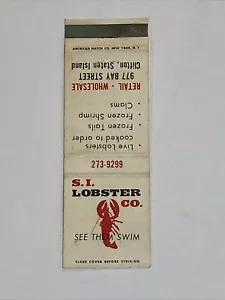 AMERICAN MATCH CO. NEW YORK, N.Y.
Clifton, Staten Island
977 BAY STREET
RETAIL - WHOLESALE
• Clams
• Frozen Shrimp
• Frozen Tails
cooked to order
• Live Lobsters
273-9299
S. I.
LOBSTER
CO.
SEE THEM SWIM
CLOSE COVER BEFORE STRIKING